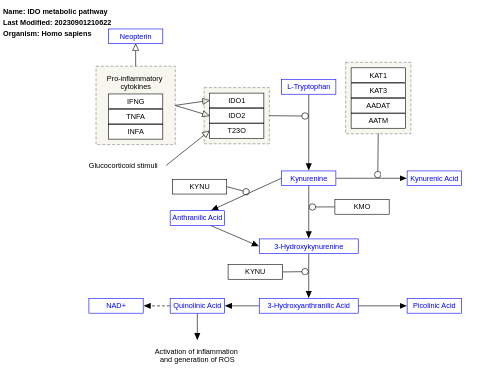 Name: IDO metabolic pathway
Last Modified: 20230901210622
Organism: Homo sapiens
Neopterin
Pro-inflammatory
cytokines
IFNG
TNFA
INFA
IDO1
IDO2
T23O
L-Tryptophan
KAT1
KAT3
AADAT
AATM
Glucocorticoid stimuli
KYNU
Kynurenine
Kynurenic Acid
Anthranilic Acid
KMO
3-Hydroxykynurenine
KYNU
NAD+
Quinolinic Acid
3-Hydroxyanthranilic Acid
Picolinic Acid
Activation of inflamation
and generation of ROS